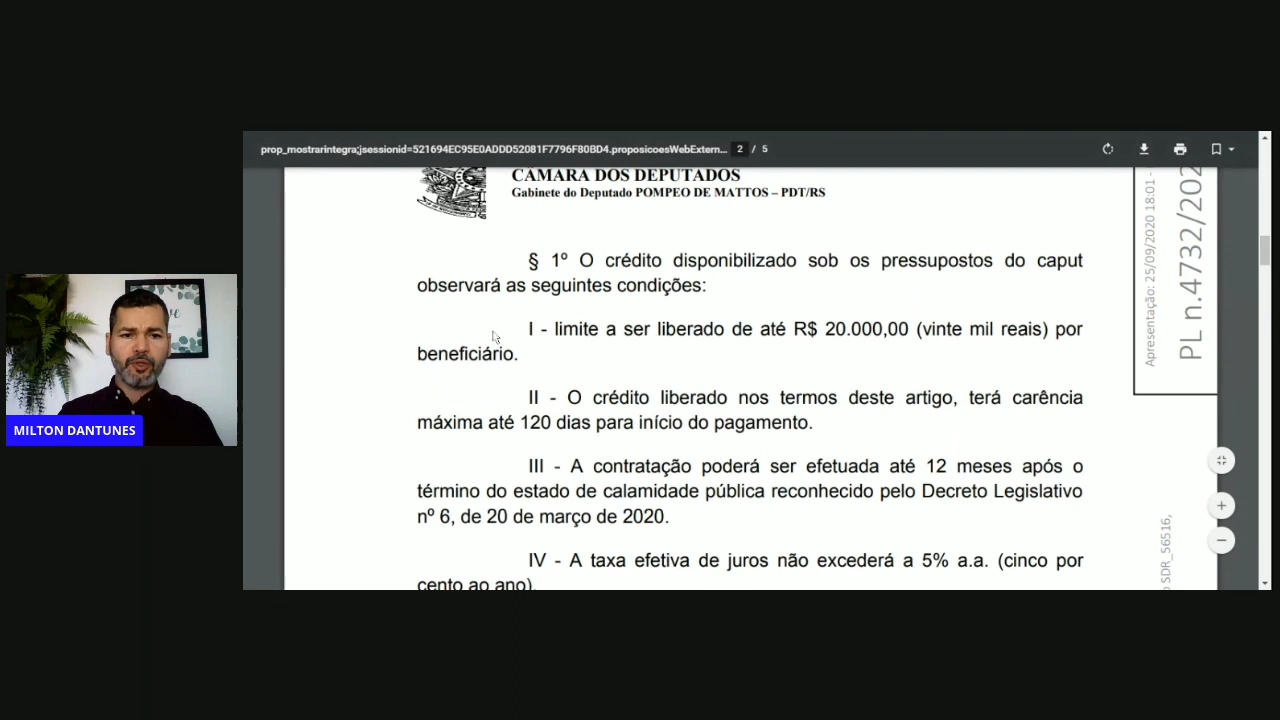 prop_mostrarintegra;jsessionid=521694EC95E0ADDD52081F7796F80BD4.proposicoesWebExtern... 2 / 5
CÂMARA DOS DEPUTADOS
Gabinete do Deputado POMPEO DE MATTOS – PDT/RS
§ 1º O crédito disponibilizado sob os pressupostos do caput
observará as seguintes condições:
I - limite a ser liberado de até R$ 20.000,00 (vinte mil reais) por
beneficiário.
II - O crédito liberado nos termos deste artigo, terá carência
máxima até 120 dias para início do pagamento.
III - A contratação poderá ser efetuada até 12 meses após o
término do estado de calamidade pública reconhecido pelo Decreto Legislativo
nº 6, de 20 de março de 2020.
IV - A taxa efetiva de juros não excederá a 5% a.a. (cinco por
cento ao ano).
Apresentação: 25/09/2020 18:01 -
PL n.4732/202
SDR_56516,
MILTON DANTUNES